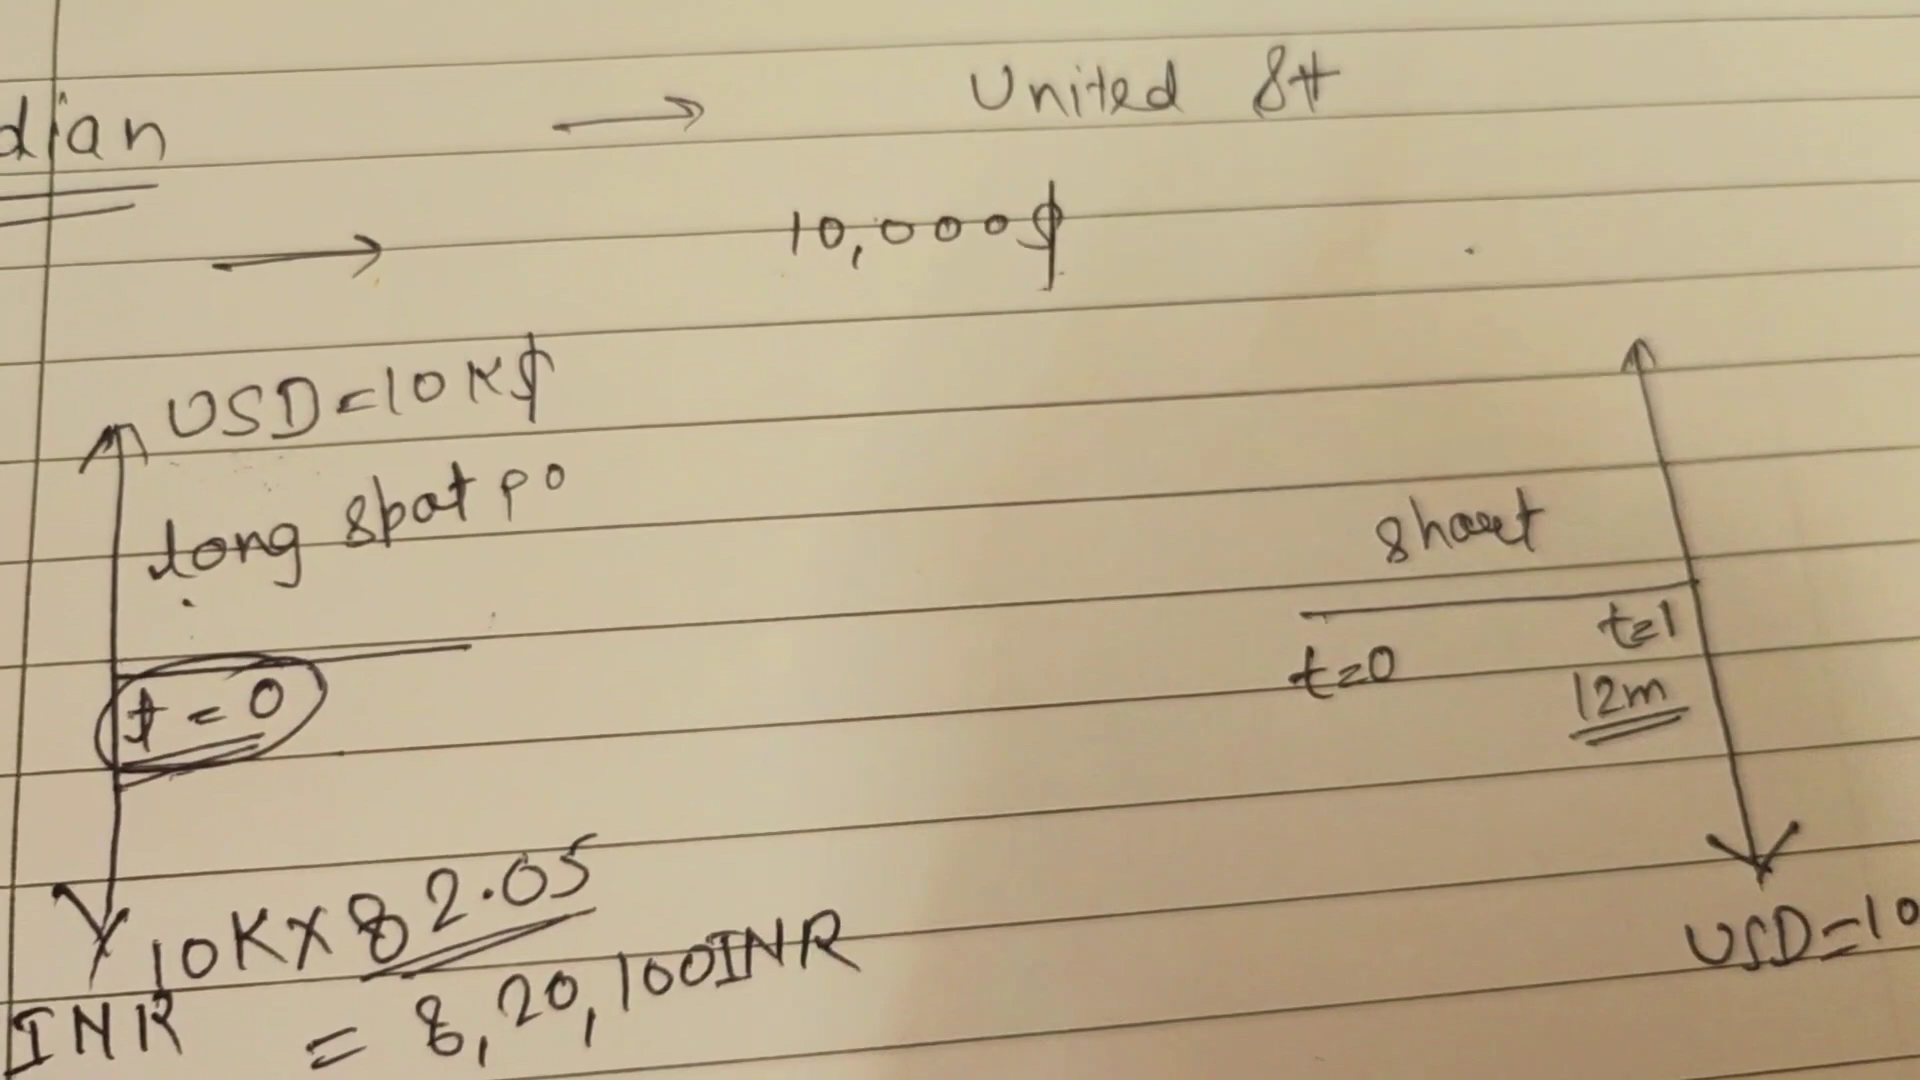 dian → United St
→ 10,000$
USD=10K$
long spot po
short
t=0
t=0
t=1
12m
10K×82.05
INR
= 8,20,100INR
USD=10